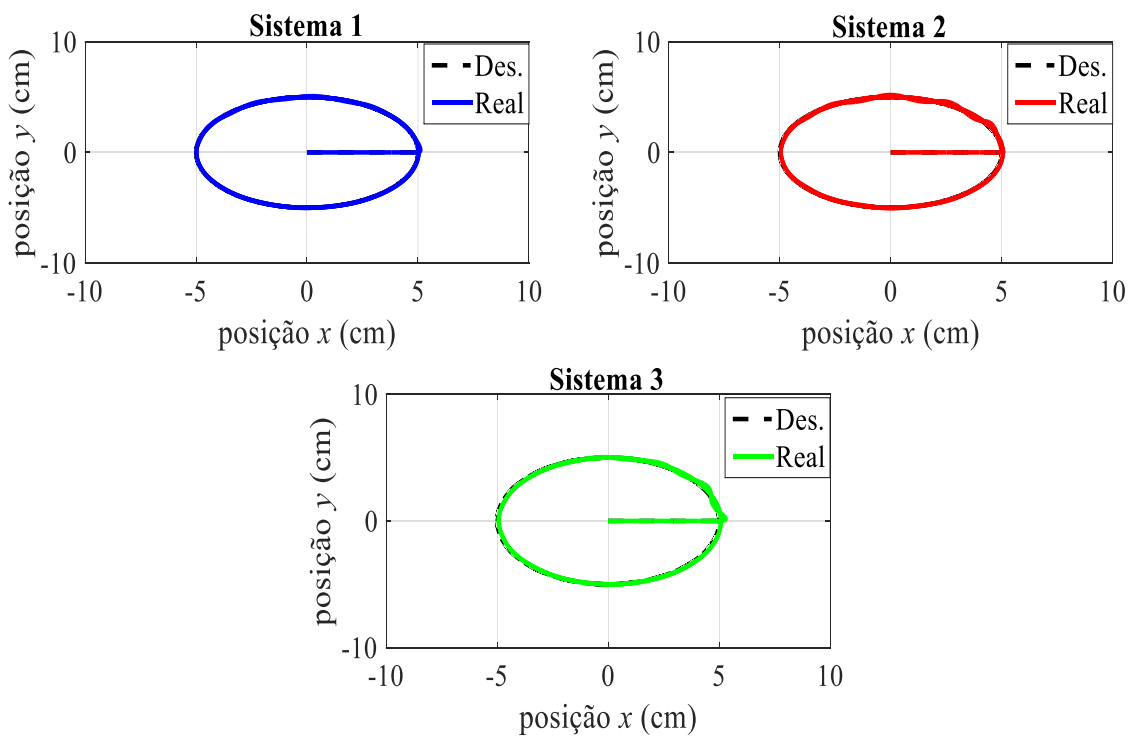 Sistema 1
10
0
-10
posição y (cm)
-10 -5 0 5 10
posição x (cm)
Des.
Real
Sistema 2
10
0
-10
posição y (cm)
-10 -5 0 5 10
posição x (cm)
Des.
Real
Sistema 3
10
0
-10
posição y (cm)
-10 -5 0 5 10
posição x (cm)
Des.
Real